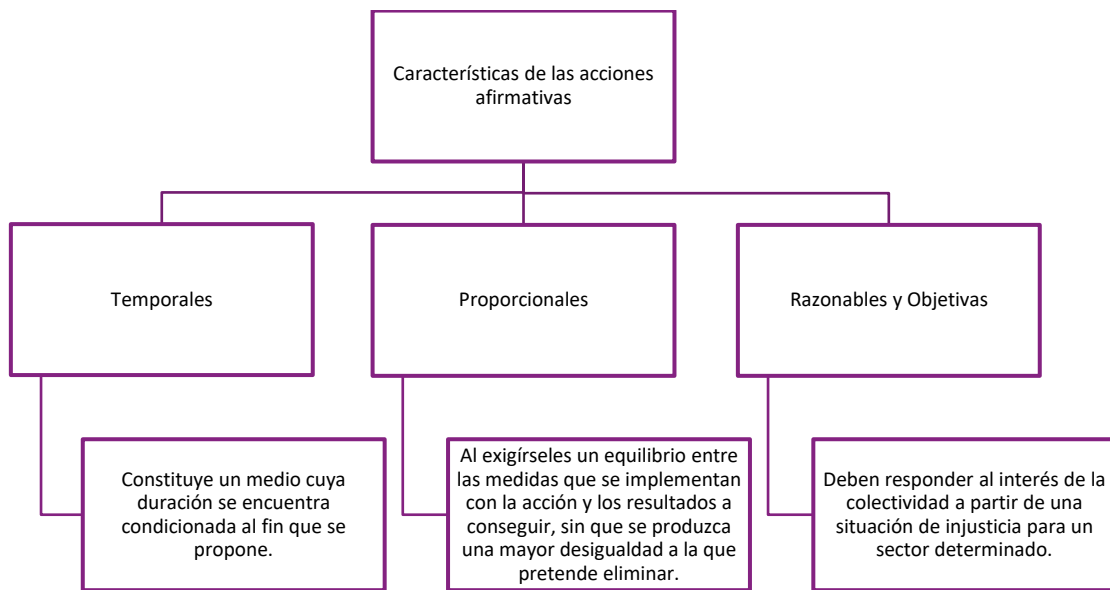 Características de las acciones
afirmativas
Temporales
Proporcionales
Razonables y Objetivas
Constituye un medio cuya
duración se encuentra
condicionada al fin que se
propone.
Al exigírseles un equilibrio entre
las medidas que se implementan
con la acción y los resultados a
conseguir, sin que se produzca
una mayor desigualdad a la que
pretende eliminar.
Deben responder al interés de la
colectividad a partir de una
situación de injusticia para un
sector determinado.